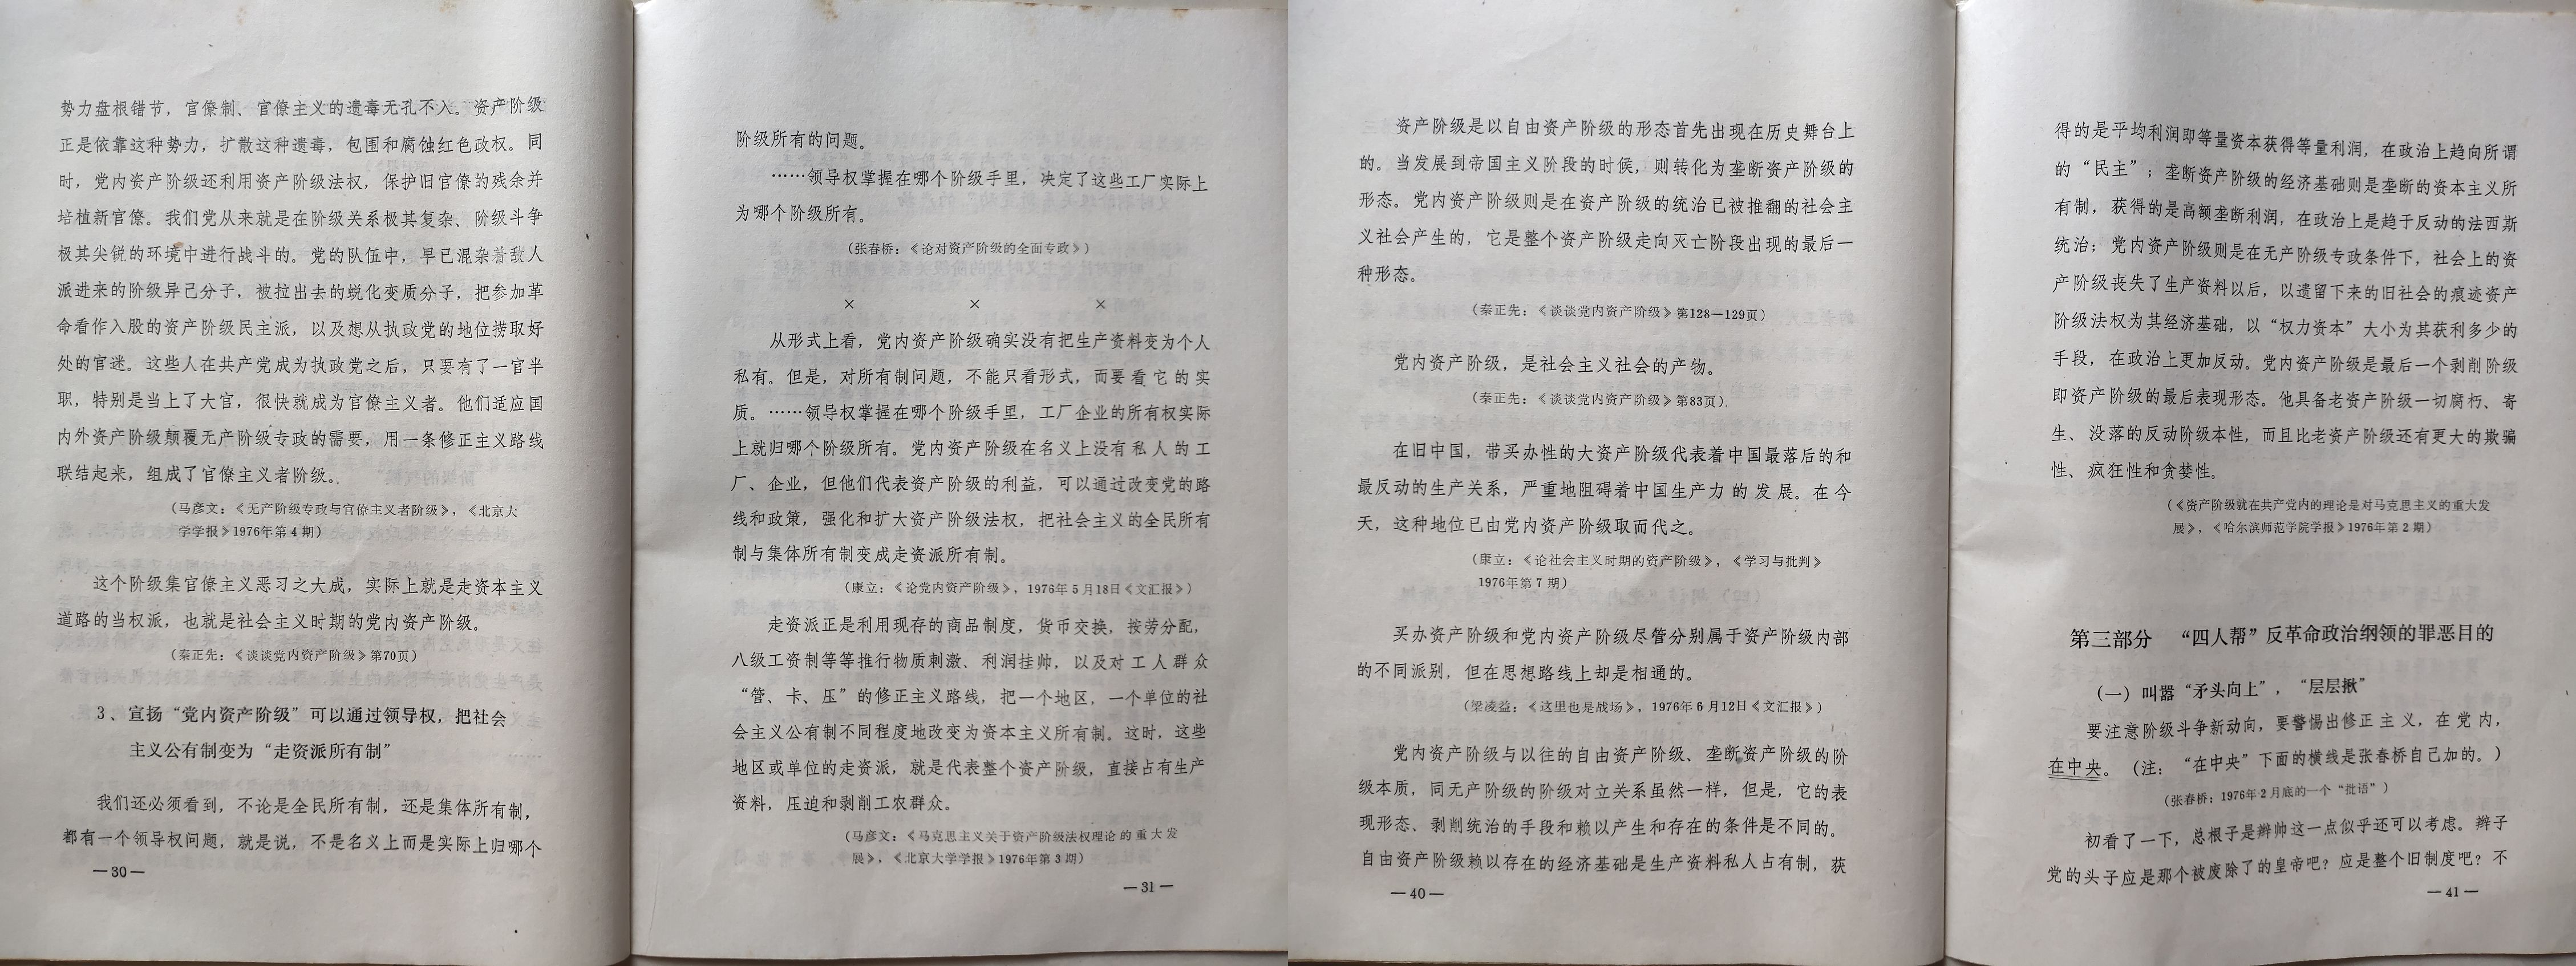 势力盘根错节，官僚制、官僚主义的遗毒无孔不入。资产阶级
正是依靠这种势力，扩散这种遗毒，包围和腐蚀红色政权。同
时，党内资产阶级还利用资产阶级法权，保护旧官僚的残余并
培植新官僚。我们党从来就是在阶级关系极其复杂、阶级斗争
极其尖锐的环境中进行战斗的。党的队伍中，早已混杂着敌人
派进来的阶级异己分子，被拉出去的蜕化变质分子，把参加革
命看作入股的资产阶级民主派，以及想从执政党的地位捞取好
处的官迷。这些人在共产党成为执政党之后，只要有了一官半
职，特别是当上了大官，很快就成为官僚主义者。他们适应国
内外资产阶级颠覆无产阶级专政的需要，用一条修正主义路线
联结起来，组成了官僚主义者阶级。
（马彦文：《无产阶级专政与官僚主义者阶级》，《北京大
学学报》1976年第4期）
这个阶级集官僚主义恶习之大成，实际上就是走资本主义
道路的当权派，也就是社会主义时期的党内资产阶级。
（秦正先：《谈谈党内资产阶级》第70页）
3、宣扬“党内资产阶级”可以通过领导权，把社会
主义公有制变为“走资派所有制”
我们还必须看到，不论是全民所有制，还是集体所有制，
都有一个领导权问题，就是说，不是名义上而是实际上归哪个
—30—
阶级所有的问题。
……领导权掌握在哪个阶级手里，决定了这些工厂实际上
为哪个阶级所有。
（张春桥：《论对资产阶级的全面专政》）
×　×　×
从形式上看，党内资产阶级确实没有把生产资料变为个人
私有。但是，对所有制问题，不能只看形式，而要看它的实
质。……领导权掌握在哪个阶级手里，工厂企业的所有权实际
上就归哪个阶级所有。党内资产阶级在名义上没有私人的工
厂、企业，但他们代表资产阶级的利益，可以通过改变党的路
线和政策，强化和扩大资产阶级法权，把社会主义的全民所有
制与集体所有制变成走资派所有制。
（康立：《论党内资产阶级》，1976年5月18日《文汇报》）
走资派正是利用现存的商品制度，货币交换，按劳分配，
八级工资制等等推行物质刺激、利润挂帅，以及对工人群众
“管、卡、压”的修正主义路线，把一个地区，一个单位的社
会主义公有制不同程度地改变为资本主义所有制。这时，这些
地区或单位的走资派，就是代表整个资产阶级，直接占有生产
资料，压迫和剥削工农群众。
（马彦文：《马克思主义关于资产阶级法权理论的重大发
展》，《北京大学学报》1976年第3期）
—31—
资产阶级是以自由资产阶级的形态首先出现在历史舞台上
的。当发展到帝国主义阶段的时候，则转化为垄断资产阶级的
形态。党内资产阶级则是在资产阶级的统治已被推翻的社会主
义社会产生的，它是整个资产阶级走向灭亡阶段出现的最后一
种形态。
（秦正先：《谈谈党内资产阶级》第128—129页）
党内资产阶级，是社会主义社会的产物。
（秦正先：《谈谈党内资产阶级》第83页）
在旧中国，带买办性的大资产阶级代表着中国最落后的和
最反动的生产关系，严重地阻碍着中国生产力的发展。在今
天，这种地位已由党内资产阶级取而代之。
（康立：《论社会主义时期的资产阶级》，《学习与批判》
1976年第7期）
买办资产阶级和党内资产阶级尽管分别属于资产阶级内部
的不同派别，但在思想路线上却是相通的。
（梁凌益：《这里也是战场》，1976年6月12日《文汇报》）
党内资产阶级与以往的自由资产阶级、垄断资产阶级的阶
级本质，同无产阶级的阶级对立关系虽然一样，但是，它的表
现形态、剥削统治的手段和赖以产生和存在的条件是不同的。
自由资产阶级赖以存在的经济基础是生产资料私人占有制，获
—40—
得的是平均利润即等量资本获得等量利润，在政治上趋向所谓
的“民主”；垄断资产阶级的经济基础则是垄断的资本主义所
有制，获得的是高额垄断利润，在政治上是趋于反动的法西斯
统治；党内资产阶级则是在无产阶级专政条件下，社会上的资
产阶级丧失了生产资料以后，以遗留下来的旧社会的痕迹资产
阶级法权为其经济基础，以“权力资本”大小为其获利多少的
手段，在政治上更加反动。党内资产阶级是最后一个剥削阶级
即资产阶级的最后表现形态。他具备老资产阶级一切腐朽、寄
生、没落的反动阶级本性，而且比老资产阶级还有更大的欺骗
性、疯狂性和贪婪性。
（《资产阶级就在共产党内的理论是对马克思主义的重大发
展》，《哈尔滨师范学院学报》1976年第2期）
第三部分　“四人帮”反革命政治纲领的罪恶目的
（一）叫嚣“矛头向上”，“层层揪”
要注意阶级斗争新动向，要警惕出修正主义，在党内，
在中央。（注：“在中央”下面的横线是张春桥自己加的。）
（张春桥：1976年2月底的一个“批语”）
初看了一下，总根子是辫帅这一点似乎还可以考虑。辫子
党的头子应是那个被废除了的皇帝吧？应是整个旧制度吧？不
—41—